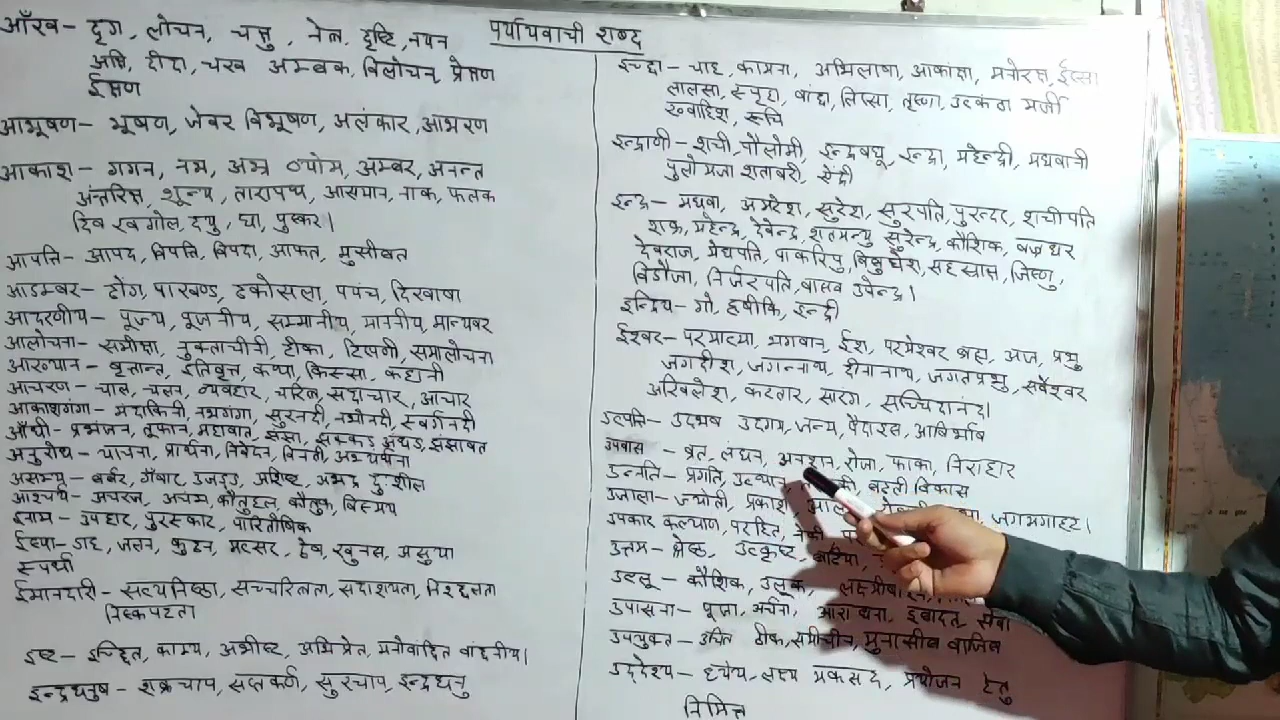 पर्यायवाची शब्द
आँख- दृग, लोचन, चक्षु, नेत्र, दृष्टि, नयन
अक्षि, दीदा, चख अम्बक, विलोचन, प्रेक्षण
ईक्षण
आभूषण- भूषण, जेवर विभूषण, अलंकार, आभरण
आकाश- गगन, नभ, अभ्र व्योम, अम्बर, अनन्त
अंतरिक्ष, शून्य, तारापथ, आसमान, नाक, फलक
दिव खगोल, द्यु, पुष्कर।
आपत्ति- आपद, विपत्ति, विपदा, आफत, मुसीबत
आडम्बर- ढोंग, पाखण्ड, ढकोसला, प्रपंच, दिखावा
आदरणीय- पूज्य, पूजनीय, सम्मानीय, माननीय, मान्यवर
आलोचना- समीक्षा, नुक्ताचीनी, टीका, टिप्पणी, समालोचना
आख्यान- वृत्तान्त, इतिवृत्त, कथा, किस्सा, कहानी
आचरण- चाल, चलन, व्यवहार, चरित्र, सदाचार, आचार
आकाशगंगा- मंदाकिनी, नभगंगा, सुरनदी, नभोनदी, स्वर्गनदी
आँधी- प्रभंजन, तूफान, महावात, झंझा, झक्कड़ अंधड़, झंझावत
अनुरोध- याचना, प्रार्थना, निवेदन, विनती, अभ्यर्थना
असभ्य- बर्बर, गँवार उजड्ड, अशिष्ट, अभद्र दुःशील
आश्चर्य- अचरज, अचंभ, कौतुहल, कौतुक, विस्मय
इनाम- उपहार, पुरस्कार, पारितोषिक
ईर्ष्या- डाह, जलन, कुढ़न, मत्सर, द्वेष, खुनस, असूया
स्पर्धा
ईमानदारी- सत्यनिष्ठा, सच्चरित्रता, सदाशयता, निश्छलता
निष्कपटता
इष्ट- इच्छित, काम्य, अभीष्ट, अभिप्रेत, मनोवांछित वांछनीय।
इन्द्रधनुष- शक्रचाप, सप्तकर्ण, सुरचाप, इन्द्रधनु
इच्छा- चाह, कामना, अभिलाषा, आकांक्षा, मनोरथ, ईप्सा
लालसा, स्पृहा, वांछा, लिप्सा, तृष्णा, उत्कंठा मर्जी
ख्वाहिश, रूचि
इन्द्राणी- शची, पौलोमी, इन्द्रवधू, इन्द्रा, महेन्द्री, मघवानी
पुलोमजा शतावरी, ऐंद्री
इन्द्र- मघवा, अमरेश, सुरेश, सुरपति, पुरन्दर, शचीपति
शक्र, महेन्द्र, देवेन्द्र, शतमन्यु सुरेन्द्र, कौशिक, वज्रधर
देवराज, मेघपति, पाकरिपु, विबुधेश, सहस्राक्ष, जिष्णु,
विडौजा, निर्जरपति, वासव उपेन्द्र।
इन्द्रिय- गौ, हृषीकि, इन्द्री
ईश्वर- परमात्मा, भगवान, ईश, परमेश्वर ब्रह्म, अज, प्रभु
जगदीश, जगन्नाथ, दीनानाथ, जगतप्रभु, सर्वेश्वर
अखिलेश, करतार, सारंग, सच्चिदानंद।
उत्पत्ति- उद्भव उद्गम, जन्म, पैदाइस, आविर्भाव
उपवास- व्रत, लंघन, अनशन, रोजा, फाका, निराहार
उन्नति- प्रगति, उत्थान, बढ़ती विकास
उजाला- ज्योति, प्रकाश, जगमगाहट।
उपकार कल्याण, परहित, नेकी,
उत्तम- श्रेष्ठ, उत्कृष्ट, बढ़िया,
उल्लू- कौशिक, उलूक,
उपासना- पूजा, अर्चना, आराधना, इबादत, सेवा
उपयुक्त- उचित ठीक, समीचीन, मुनासीब वाजिब
उद्देश्य- ध्येय, लक्ष्य मकसद, प्रयोजन हेतु
निमित्त